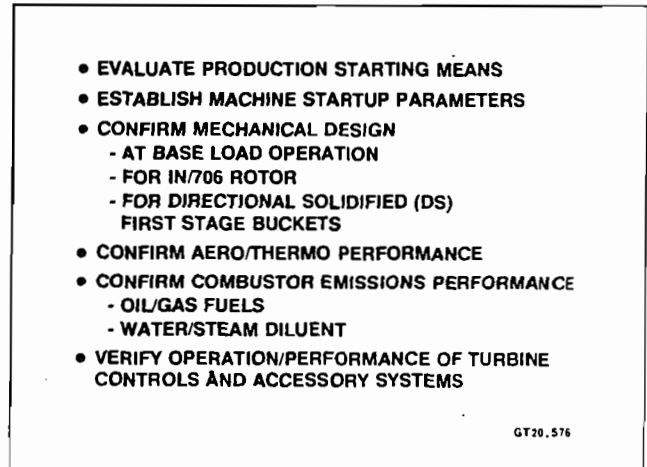 • EVALUATE PRODUCTION STARTING MEANS
• ESTABLISH MACHINE STARTUP PARAMETERS
• CONFIRM MECHANICAL DESIGN
- AT BASE LOAD OPERATION
- FOR IN/706 ROTOR
- FOR DIRECTIONAL SOLIDIFIED (DS)
FIRST STAGE BUCKETS
• CONFIRM AERO/THERMO PERFORMANCE
• CONFIRM COMBUSTOR EMISSIONS PERFORMANCE
- OIL/GAS FUELS
- WATER/STEAM DILUENT
• VERIFY OPERATION/PERFORMANCE OF TURBINE
CONTROLS AND ACCESSORY SYSTEMS
GT20,576